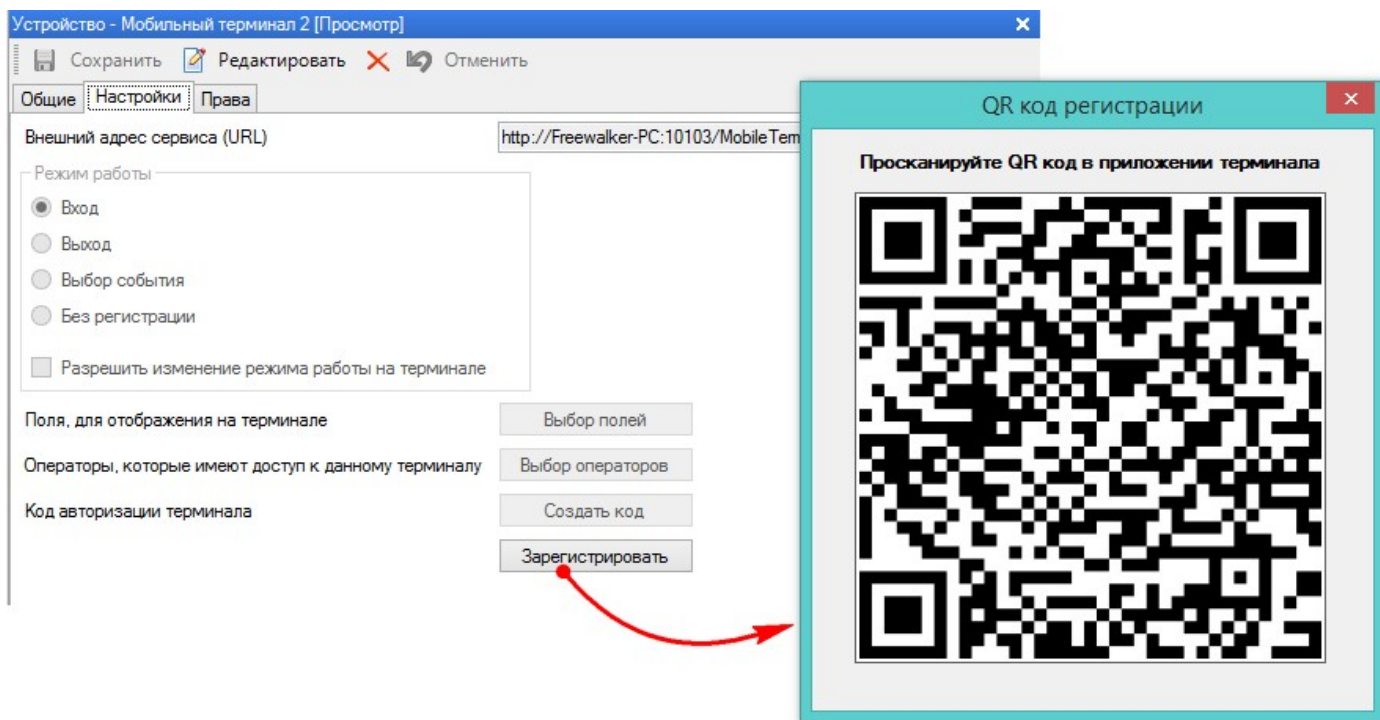 Устройство - Мобильный терминал 2 [Просмотр]
Сохранить Редактировать Отменить
Общие Настройки Права
Внешний адрес сервиса (URL) http://Freewalker-PC:10103/MobileTem
Режим работы
Вход
Выход
Выбор события
Без регистрации
Разрешить изменение режима работы на терминале
Поля, для отображения на терминале Выбор полей
Операторы, которые имеют доступ к данному терминалу Выбор операторов
Код авторизации терминала Создать код
Зарегистрировать
QR код регистрации
Просканируйте QR код в приложении терминала